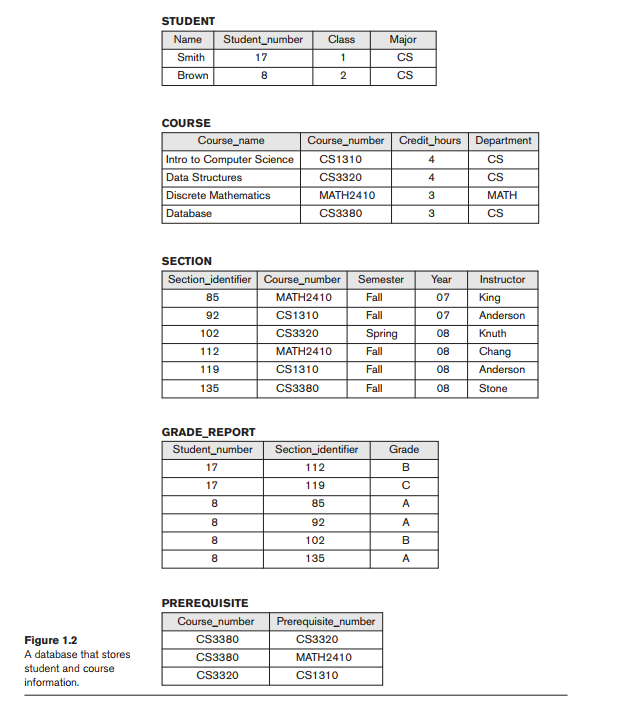 STUDENT
Name Student_number Class Major
Smith 17 1 CS
Brown 8 2 CS
COURSE
Course_name Course_number Credit_hours Department
Intro to Computer Science CS1310 4 CS
Data Structures CS3320 4 CS
Discrete Mathematics MATH2410 3 MATH
Database CS3380 3 CS
SECTION
Section_identifier Course_number Semester Year Instructor
85 MATH2410 Fall 07 King
92 CS1310 Fall 07 Anderson
102 CS3320 Spring 08 Knuth
112 MATH2410 Fall 08 Chang
119 CS1310 Fall 08 Anderson
135 CS3380 Fall 08 Stone
GRADE_REPORT
Student_number Section_identifier Grade
17 112 B
17 119 C
8 85 A
8 92 A
8 102 B
8 135 A
PREREQUISITE
Course_number Prerequisite_number
CS3380 CS3320
CS3380 MATH2410
CS3320 CS1310
Figure 1.2
A database that stores
student and course
information.